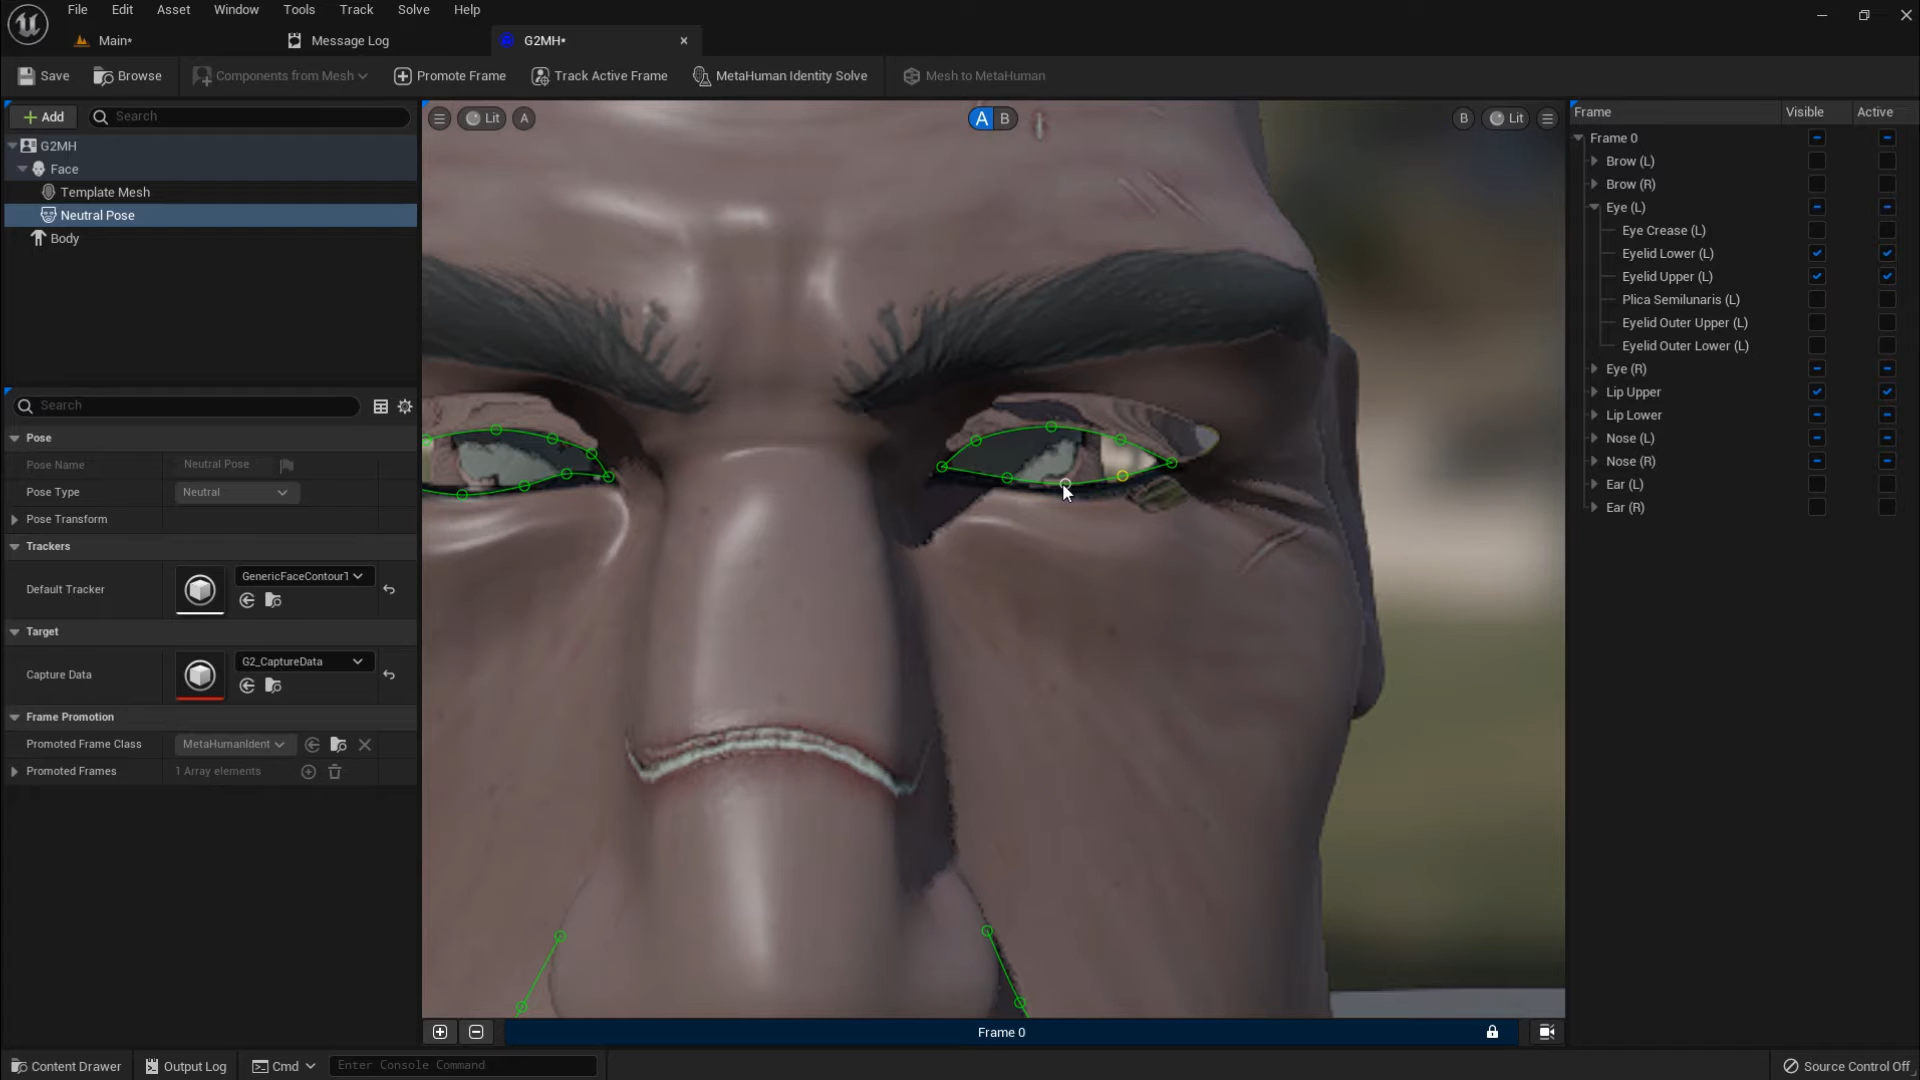 File Edit Asset Window Tools Track Solve Help
Main* Message Log G2MH*
Save Browse Components from Mesh Promote Frame Track Active Frame MetaHuman Identity Solve Mesh to MetaHuman
Add Search
G2MH
Face
Template Mesh
Neutral Pose
Body
Search
Pose
Pose Name Neutral Pose
Pose Type Neutral
Pose Transform
Trackers
Default Tracker GenericFaceContourT
Target
Capture Data G2_CaptureData
Frame Promotion
Promoted Frame Class MetaHumanIdent
Promoted Frames 1 Array elements
Lit A A B B Lit
Frame 0
Frame Visible Active
Frame 0
Brow (L)
Brow (R)
Eye (L)
Eye Crease (L)
Eyelid Lower (L)
Eyelid Upper (L)
Plica Semilunaris (L)
Eyelid Outer Upper (L)
Eyelid Outer Lower (L)
Eye (R)
Lip Upper
Lip Lower
Nose (L)
Nose (R)
Ear (L)
Ear (R)
Content Drawer Output Log Cmd Enter Console Command Source Control Off